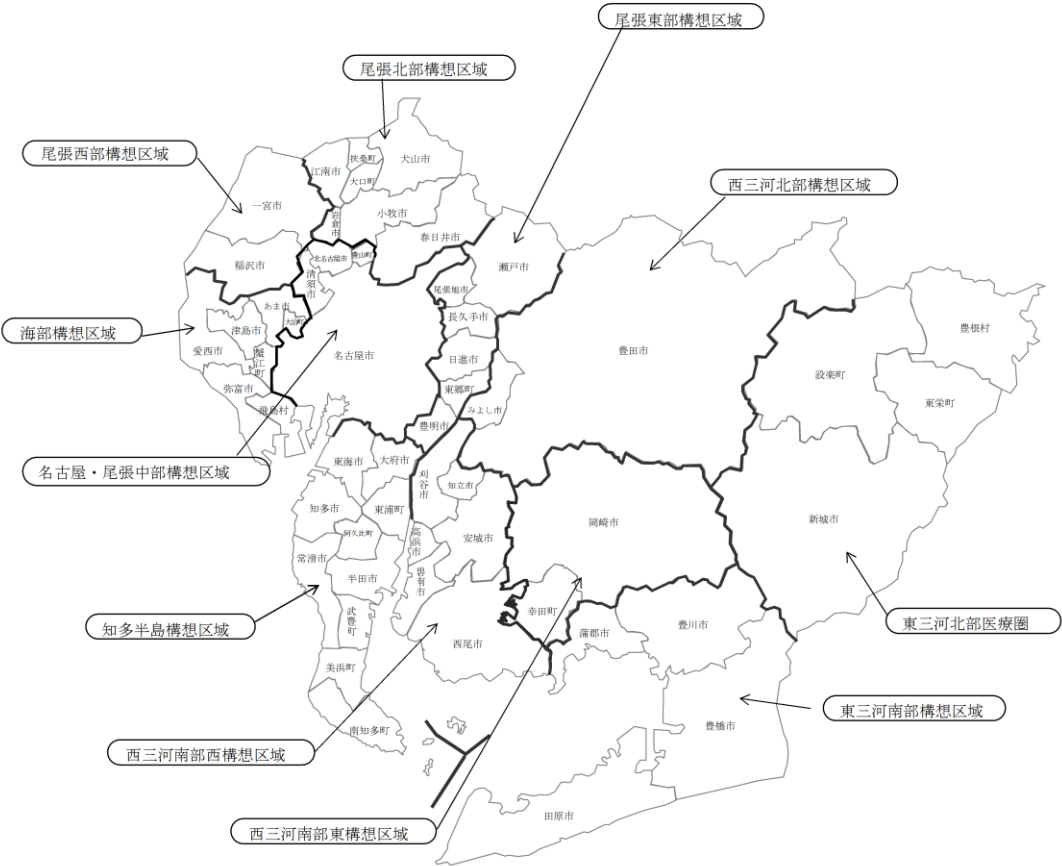 尾張東部構想区域
尾張北部構想区域
尾張西部構想区域
西三河北部構想区域
海部構想区域
名古屋・尾張中部構想区域
知多半島構想区域
東三河北部医療圏
東三河南部構想区域
西三河南部西構想区域
西三河南部東構想区域
犬山市
扶桑町
江南市
大口町
一宮市
岩倉市
小牧市
春日井市
豊山町
北名古屋市
稲沢市
清須市
瀬戸市
尾張旭市
あま市
大治町
長久手市
津島市
愛西市
蟹江町
名古屋市
日進市
豊田市
豊根村
設楽町
東栄町
弥富市
飛島村
東郷町
みよし市
豊明市
東海市
大府市
刈谷市
知立市
知多市
東浦町
岡崎市
新城市
阿久比町
高浜市
安城市
常滑市
半田市
碧南市
武豊町
幸田町
蒲郡市
豊川市
西尾市
美浜町
南知多町
豊橋市
田原市